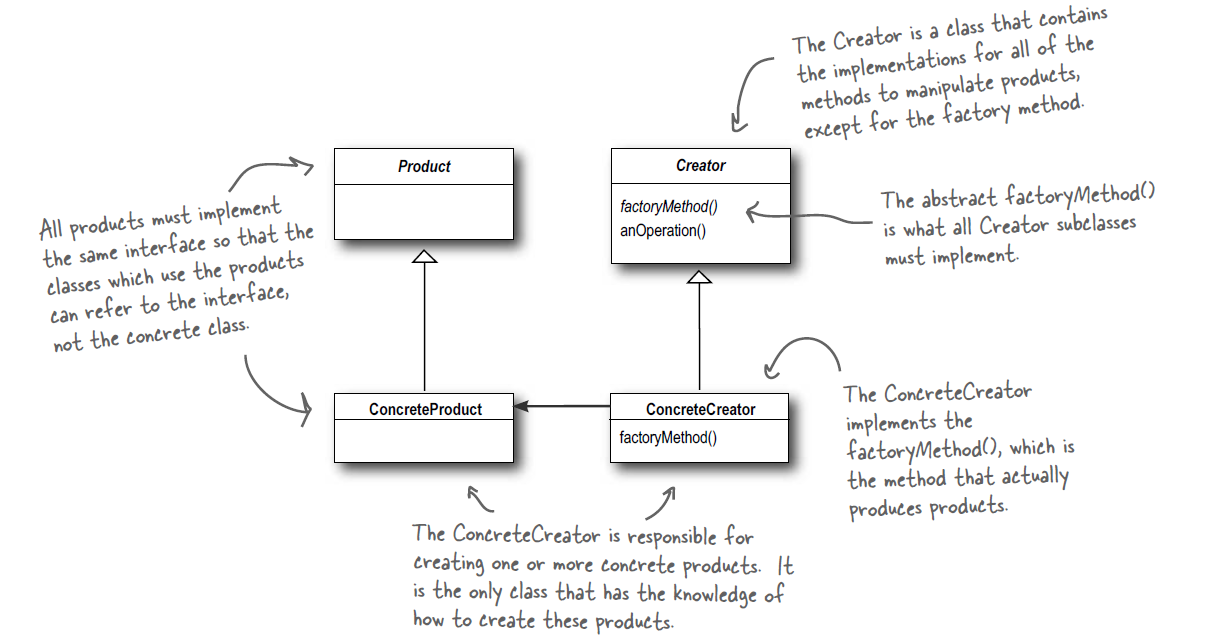 The Creator is a class that contains
the implementations for all of the
methods to manipulate products,
except for the factory method.
Product
Creator
factoryMethod()
anOperation()
The abstract factoryMethod()
is what all Creator subclasses
must implement.
All products must implement
the same interface so that the
classes which use the products
can refer to the interface,
not the concrete class.
ConcreteProduct
ConcreteCreator
factoryMethod()
The ConcreteCreator
implements the
factoryMethod(), which is
the method that actually
produces products.
The ConcreteCreator is responsible for
creating one or more concrete products. It
is the only class that has the knowledge of
how to create these products.